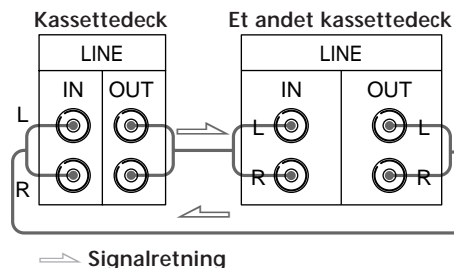 Kassettedeck Et andet kassettedeck
LINE LINE
IN OUT IN OUT
L L L
R R R
Signalretning